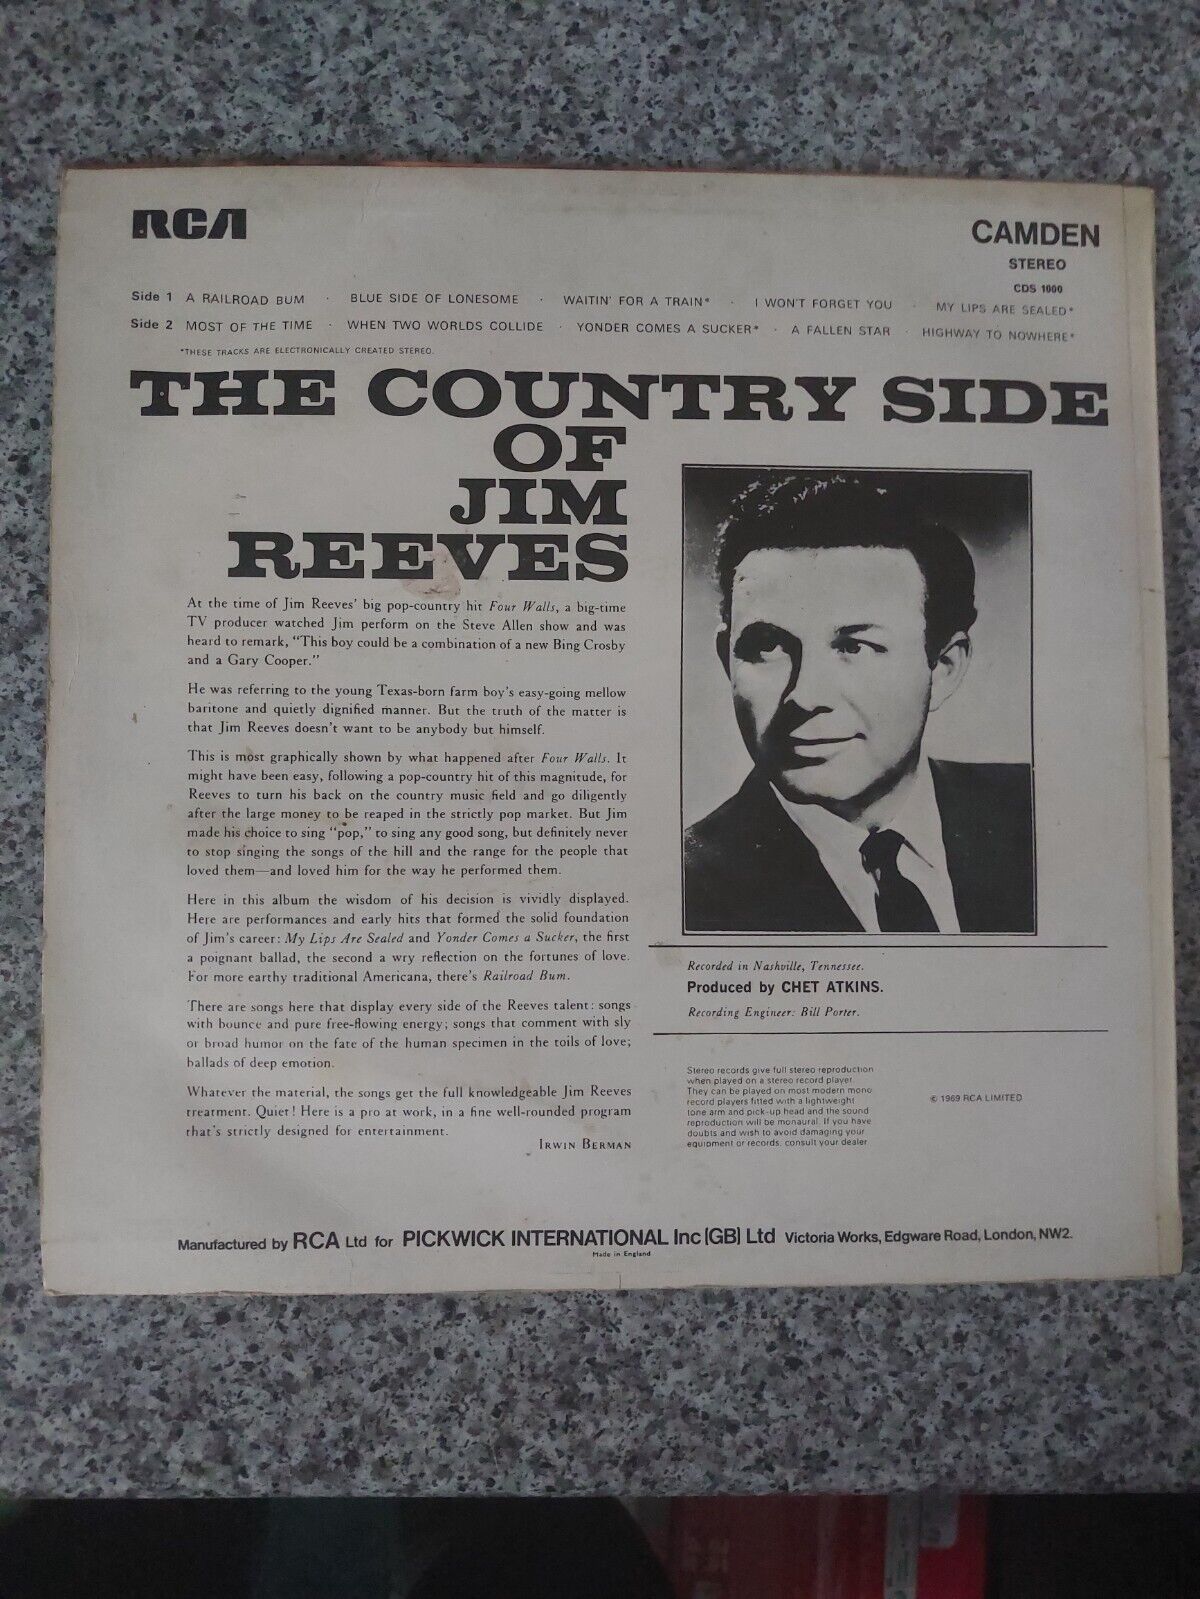 RCA
CAMDEN
STEREO
CDS 1000
Side 1 A RAILROAD BUM · BLUE SIDE OF LONESOME · WAITIN' FOR A TRAIN* · I WON'T FORGET YOU · MY LIPS ARE SEALED*
Side 2 MOST OF THE TIME · WHEN TWO WORLDS COLLIDE · YONDER COMES A SUCKER* · A FALLEN STAR · HIGHWAY TO NOWHERE*
*THESE TRACKS ARE ELECTRONICALLY CREATED STEREO.
THE COUNTRY SIDE
OF
JIM
REEVES
At the time of Jim Reeves' big pop-country hit Four Walls, a big-time
TV producer watched Jim perform on the Steve Allen show and was
heard to remark, "This boy could be a combination of a new Bing Crosby
and a Gary Cooper."
He was referring to the young Texas-born farm boy's easy-going mellow
baritone and quietly dignified manner. But the truth of the matter is
that Jim Reeves doesn't want to be anybody but himself.
This is most graphically shown by what happened after Four Walls. It
might have been easy, following a pop-country hit of this magnitude, for
Reeves to turn his back on the country music field and go diligently
after the large money to be reaped in the strictly pop market. But Jim
made his choice to sing "pop," to sing any good song, but definitely never
to stop singing the songs of the hill and the range for the people that
loved them—and loved him for the way he performed them.
Here in this album the wisdom of his decision is vividly displayed.
Here are performances and early hits that formed the solid foundation
of Jim's career: My Lips Are Sealed and Yonder Comes a Sucker, the first
a poignant ballad, the second a wry reflection on the fortunes of love.
For more earthy traditional Americana, there's Railroad Bum.
There are songs here that display every side of the Reeves talent: songs
with bounce and pure free-flowing energy; songs that comment with sly
or broad humor on the fate of the human specimen in the toils of love;
ballads of deep emotion.
Whatever the material, the songs get the full knowledgeable Jim Reeves
treatment. Quiet! Here is a pro at work, in a fine well-rounded program
that's strictly designed for entertainment.
IRWIN BERMAN
Recorded in Nashville, Tennessee.
Produced by CHET ATKINS.
Recording Engineer: Bill Porter.
Stereo records give full stereo reproduction
when played on a stereo record player.
They can be played on most modern mono
record players fitted with a lightweight
tone arm and pick-up head and the sound
reproduction will be monaural. If you have
doubts and wish to avoid damaging your
equipment or records, consult your dealer
© 1969 RCA LIMITED
Manufactured by RCA Ltd for PICKWICK INTERNATIONAL Inc (GB) Ltd Victoria Works, Edgware Road, London, NW2.
Made in England